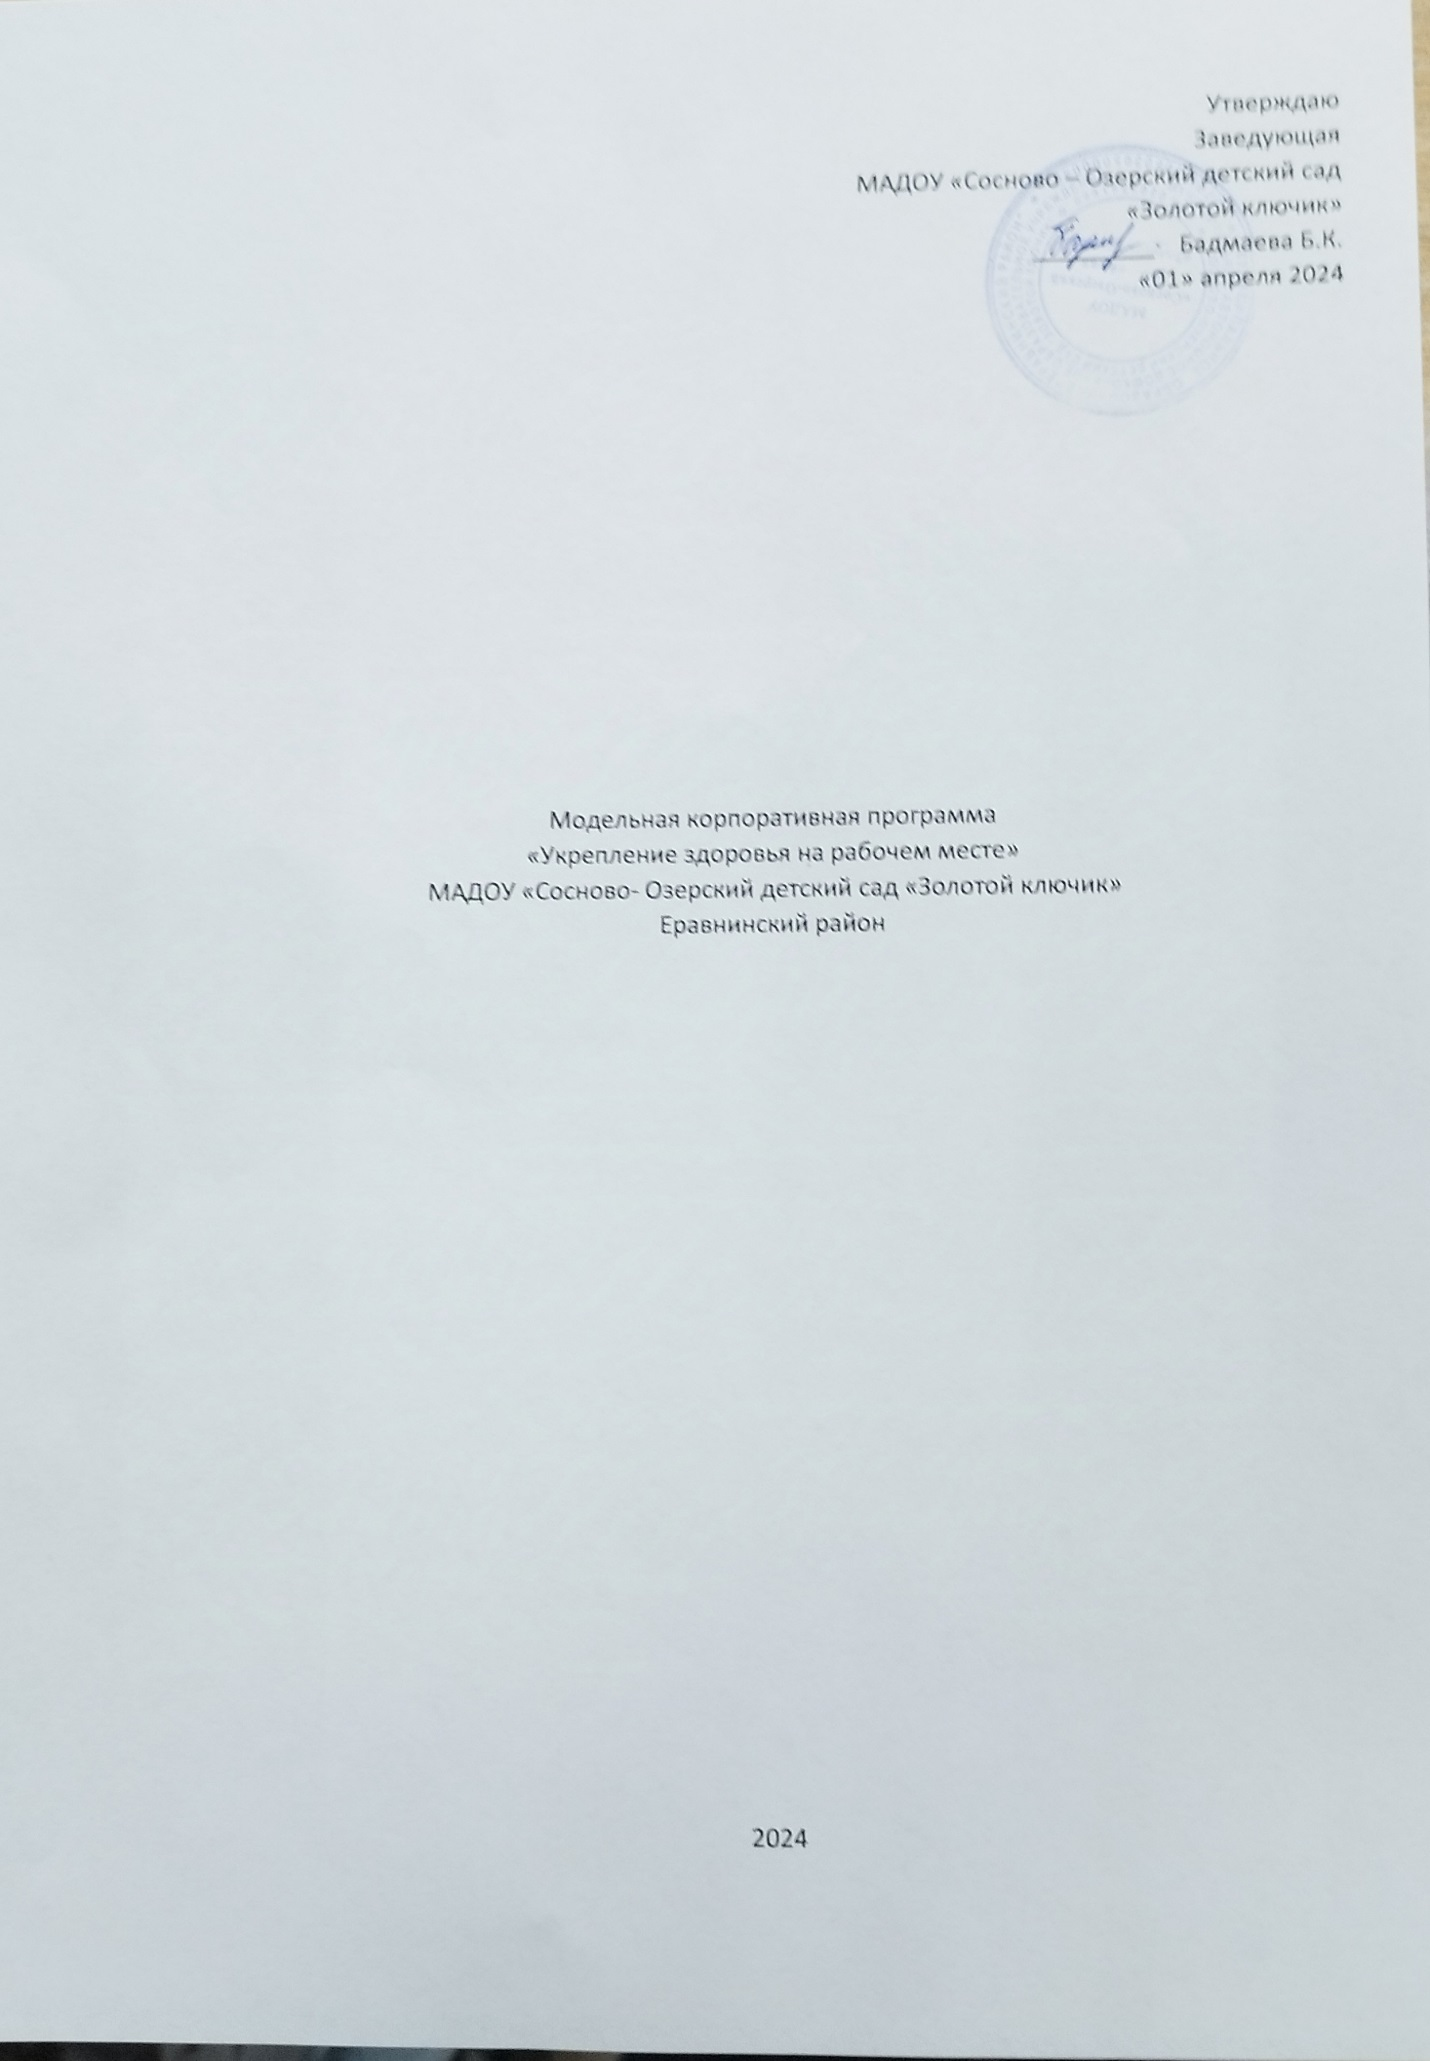 Утверждаю
Заведующая
МАДОУ «Сосново – Озерский детский сад
«Золотой ключик»
Бадмаева Б.К.
«01» апреля 2024
МАДОУ
Модельная корпоративная программа
«Укрепление здоровья на рабочем месте»
МАДОУ «Сосново- Озерский детский сад «Золотой ключик»
Еравнинский район
2024